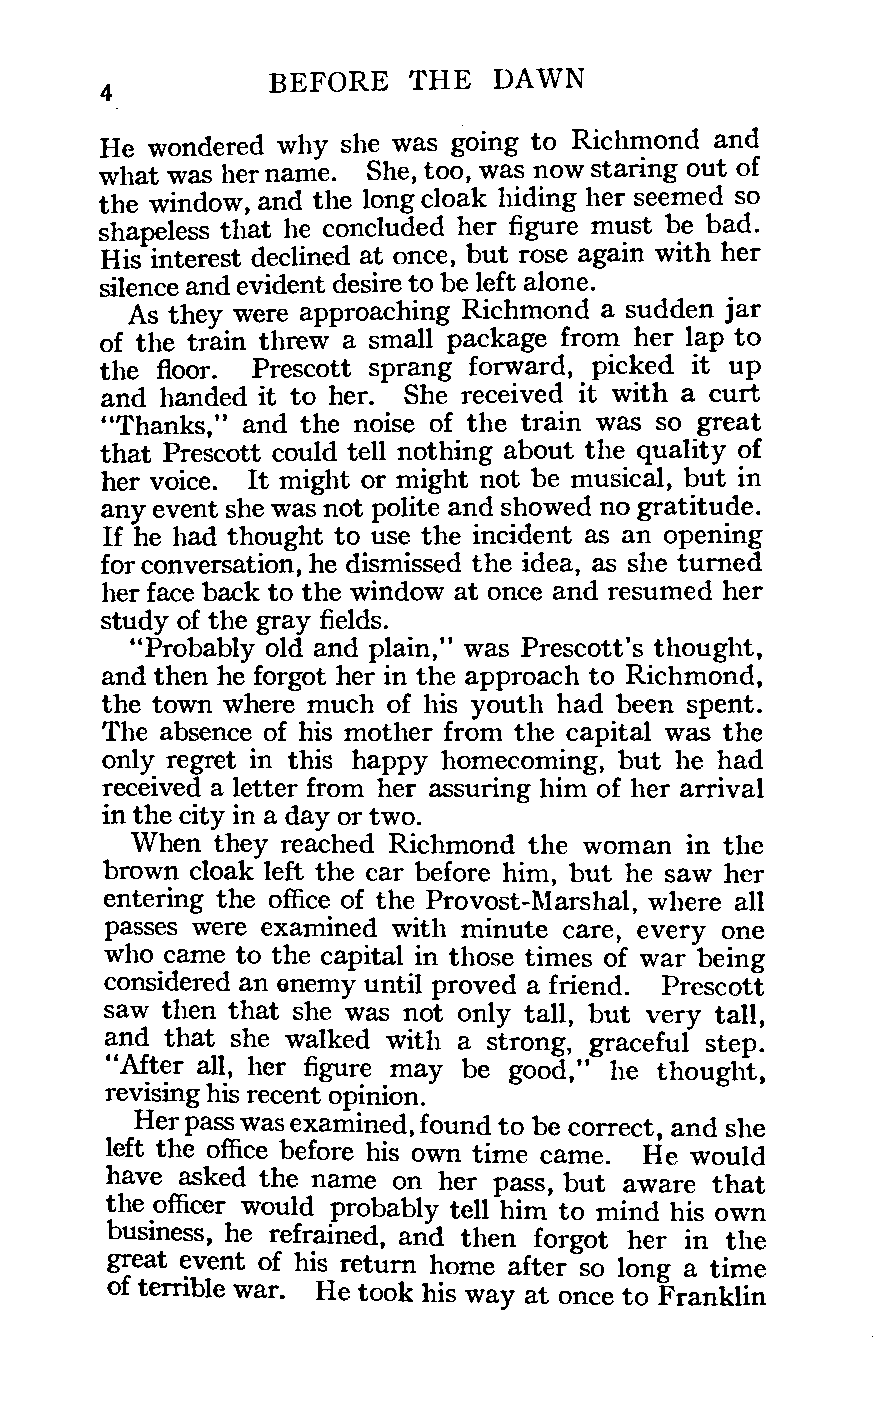 4
BEFORE THE DAWN
He wondered why she was going to Richmond and
what was her name. She, too, was now staring out of
the window, and the long cloak hiding her seemed so
shapeless that he concluded her figure must be bad.
His interest declined at once, but rose again with her
silence and evident desire to be left alone.
As they were approaching Richmond a sudden jar
of the train threw a small package from her lap to
the floor. Prescott sprang forward, picked it up
and handed it to her. She received it with a curt
"Thanks," and the noise of the train was so great
that Prescott could tell nothing about the quality of
her voice. It might or might not be musical, but in
any event she was not polite and showed no gratitude.
If he had thought to use the incident as an opening
for conversation, he dismissed the idea, as she turned
her face back to the window at once and resumed her
study of the gray fields.
"Probably old and plain," was Prescott's thought,
and then he forgot her in the approach to Richmond,
the town where much of his youth had been spent.
The absence of his mother from the capital was the
only regret in this happy homecoming, but he had
received a letter from her assuring him of her arrival
in the city in a day or two.
When they reached Richmond the woman in the
brown cloak left the car before him, but he saw her
entering the office of the Provost-Marshal, where all
passes were examined with minute care, every one
who came to the capital in those times of war being
considered an enemy until proved a friend. Prescott
saw then that she was not only tall, but very tall,
and that she walked with a strong, graceful step.
"After all, her figure may be good," he thought,
revising his recent opinion.
Her pass was examined, found to be correct, and she
left the office before his own time came. He would
have asked the name on her pass, but aware that
the officer would probably tell him to mind his own
business, he refrained, and then forgot her in the
great event of his return home after so long a time
of terrible war. He took his way at once to Franklin